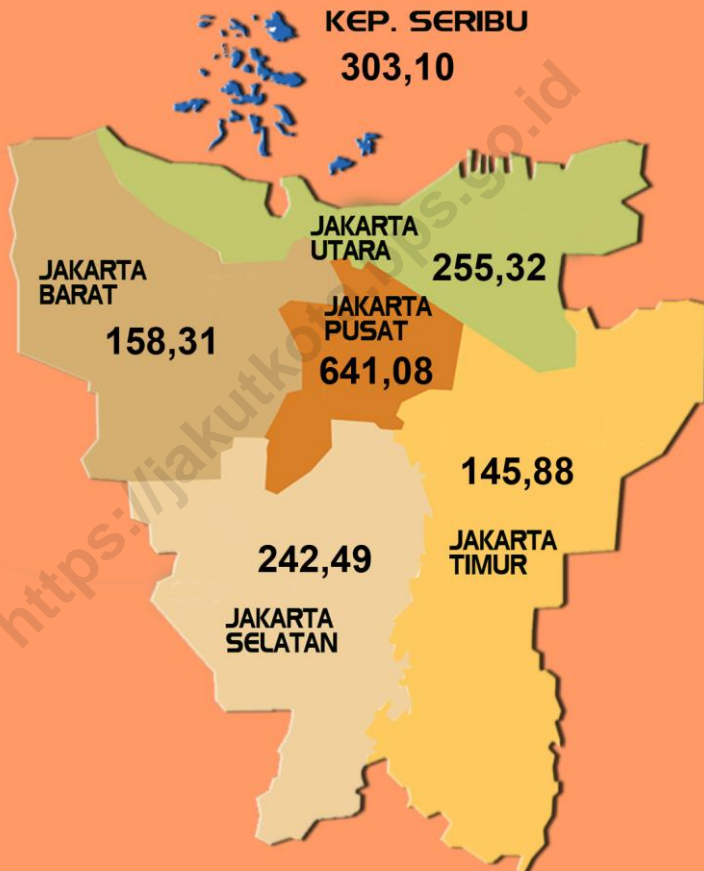 KEP. SERIBU
303,10
JAKARTA
UTARA
255,32
JAKARTA
BARAT
158,31
JAKARTA
PUSAT
641,08
145,88
JAKARTA
TIMUR
242,49
JAKARTA
SELATAN
https://jakutkota.bps.go.id